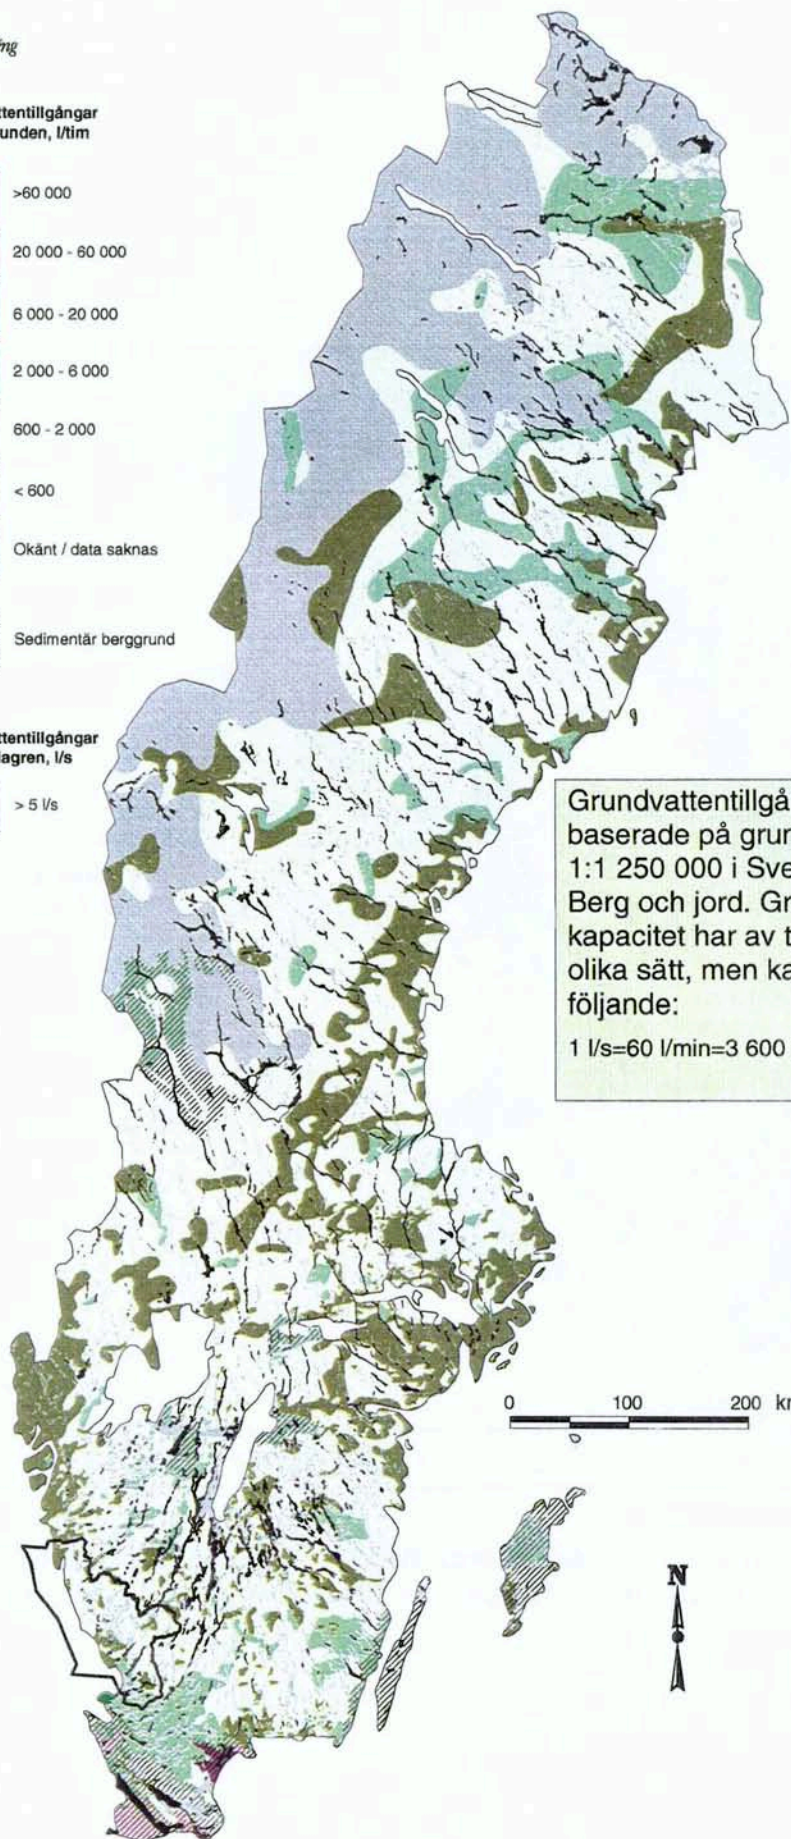 ttentillgångar
unden, l/tim
>60 000
20 000 - 60 000
6 000 - 20 000
2 000 - 6 000
600 - 2 000
< 600
Okänt / data saknas
Sedimentär berggrund
ttentillgångar
lagren, l/s
> 5 l/s
Grundvattentillgå
baserade på grun
1:1 250 000 i Sve
Berg och jord. Gr
kapacitet har av t
olika sätt, men ka
följande:
1 l/s=60 l/min=3 600
0 100 200 km
N